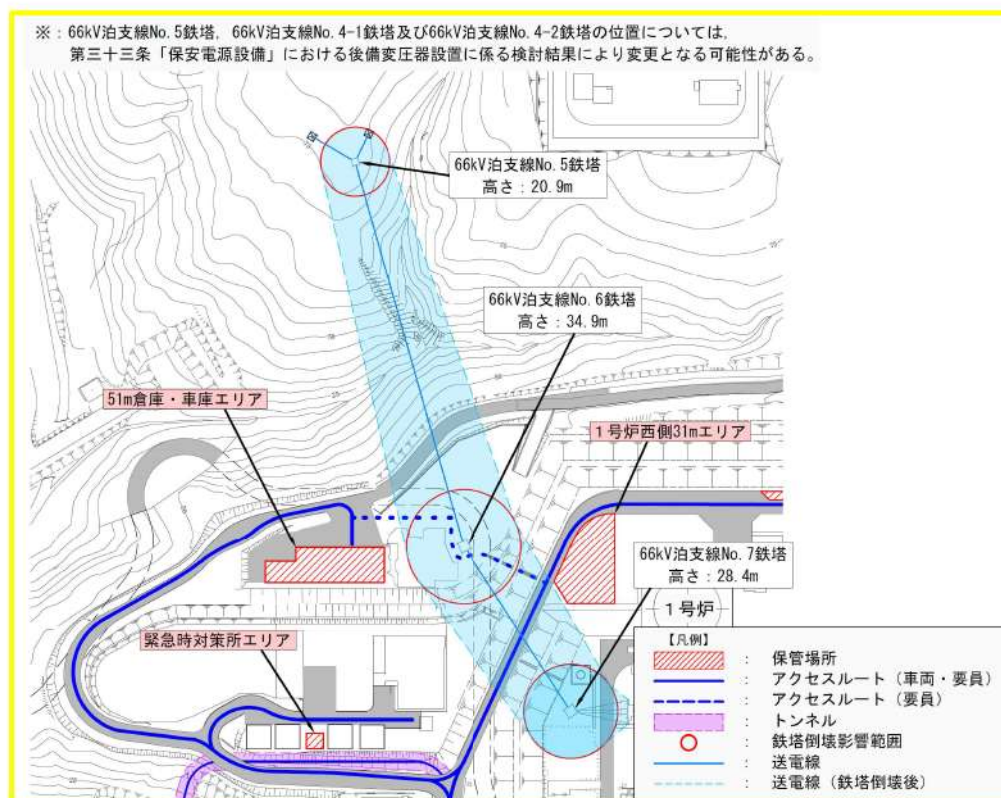 ※：66kV泊支線No.5鉄塔，66kV泊支線No.4-1鉄塔及び66kV泊支線No.4-2鉄塔の位置については，
第三十三条「保安電源設備」における後備変圧器設置に係る検討結果により変更となる可能性がある。
66kV泊支線No.5鉄塔
高さ：20.9m
66kV泊支線No.6鉄塔
高さ：34.9m
51m倉庫・車庫エリア
1号炉西側31mエリア
66kV泊支線No.7鉄塔
高さ：28.4m
1号炉
緊急時対策所エリア
【凡例】
： 保管場所
： アクセスルート（車両・要員）
： アクセスルート（要員）
： トンネル
： 鉄塔倒壊影響範囲
： 送電線
： 送電線（鉄塔倒壊後）